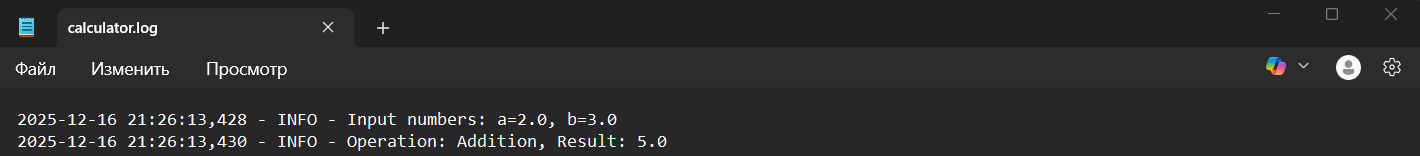 calculator.log
Файл Изменить Просмотр
2025-12-16 21:26:13,428 - INFO - Input numbers: a=2.0, b=3.0
2025-12-16 21:26:13,430 - INFO - Operation: Addition, Result: 5.0